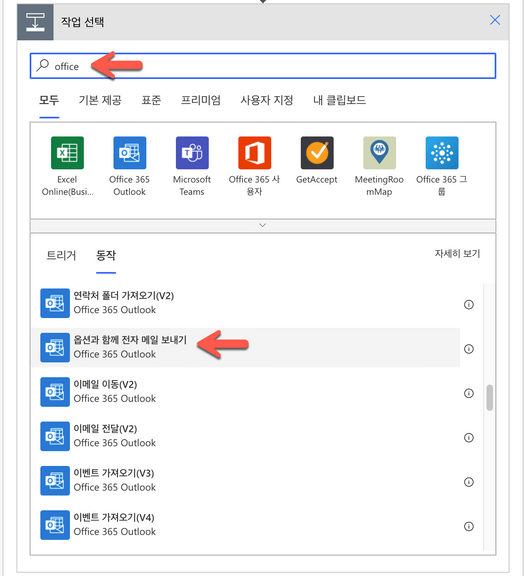 작업 선택
office
모두 기본 제공 표준 프리미엄 사용자 지정 내 클립보드
Excel Online(Busi...
Office 365 Outlook
Microsoft Teams
Office 365 사용자
GetAccept
MeetingRoomMap
Office 365 그룹
트리거 동작 자세히 보기
연락처 폴더 가져오기(V2)
Office 365 Outlook
옵션과 함께 전자 메일 보내기
Office 365 Outlook
이메일 이동(V2)
Office 365 Outlook
이메일 전달(V2)
Office 365 Outlook
이벤트 가져오기(V3)
Office 365 Outlook
이벤트 가져오기(V4)
Office 365 Outlook